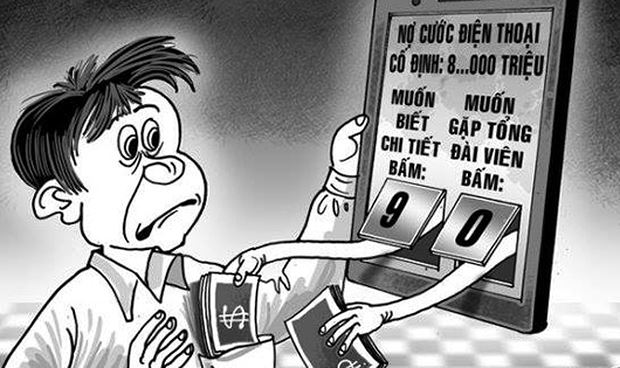 NỢ CƯỚC ĐIỆN THOẠI
CỐ ĐỊNH: 8...000 TRIỆU
MUỐN
BIẾT
CHI TIẾT
BẤM:
9
MUỐN
GẶP TỔNG
ĐÀI VIÊN
BẤM:
0
$